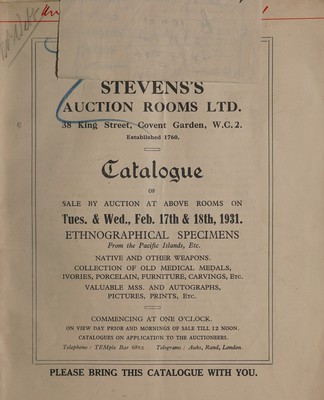 STEVENS'S
AUCTION ROOMS LTD.
38 King Street, Covent Garden, W.C.2.
Established 1760.
Catalogue
OF
SALE BY AUCTION AT ABOVE ROOMS ON
Tues. & Wed., Feb. 17th & 18th, 1931.
ETHNOGRAPHICAL SPECIMENS
From the Pacific Islands, Etc.
NATIVE AND OTHER WEAPONS.
COLLECTION OF OLD MEDICAL MEDALS,
IVORIES, PORCELAIN, FURNITURE, CARVINGS, Etc.
VALUABLE MSS. AND AUTOGRAPHS,
PICTURES, PRINTS, Etc.
COMMENCING AT ONE O'CLOCK.
ON VIEW DAY PRIOR AND MORNINGS OF SALE TILL 12 NOON.
CATALOGUES ON APPLICATION TO THE AUCTIONEERS.
Telephone : TEMple Bar Telegrams : Auks, Rand, London.
PLEASE BRING THIS CATALOGUE WITH YOU.